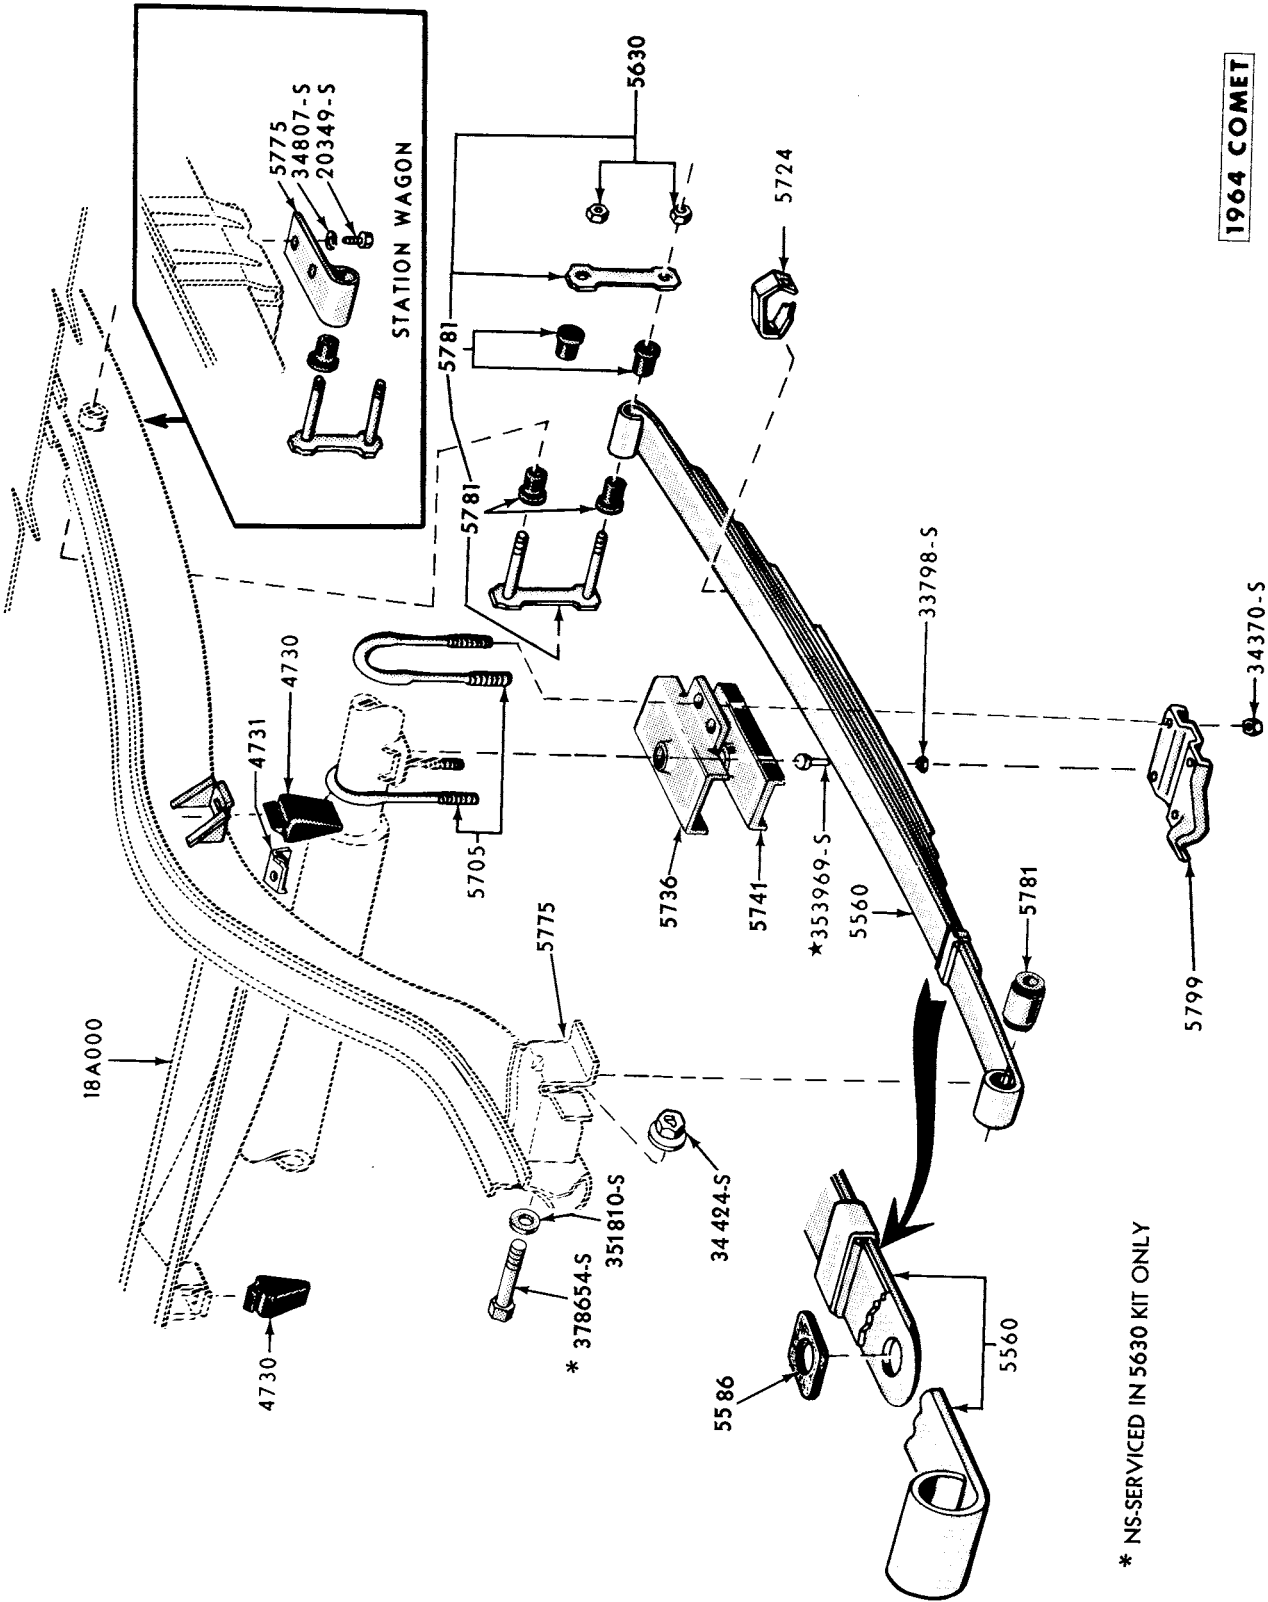 5775
34807-S
20349-S
STATION WAGON
5630
5781
5724
5781
4730
4731
5705
33798-S
34370-S
5736
5741
★353969-S
5560
5781
5775
5799
18A000
34424-S
351810-S
* 378654-S
4730
5586
5560
* NS-SERVICED IN 5630 KIT ONLY
1964 COMET